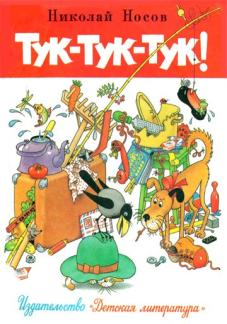 Николай Носов
Тук-Тук-Тук!
Издательство «Детская литература»